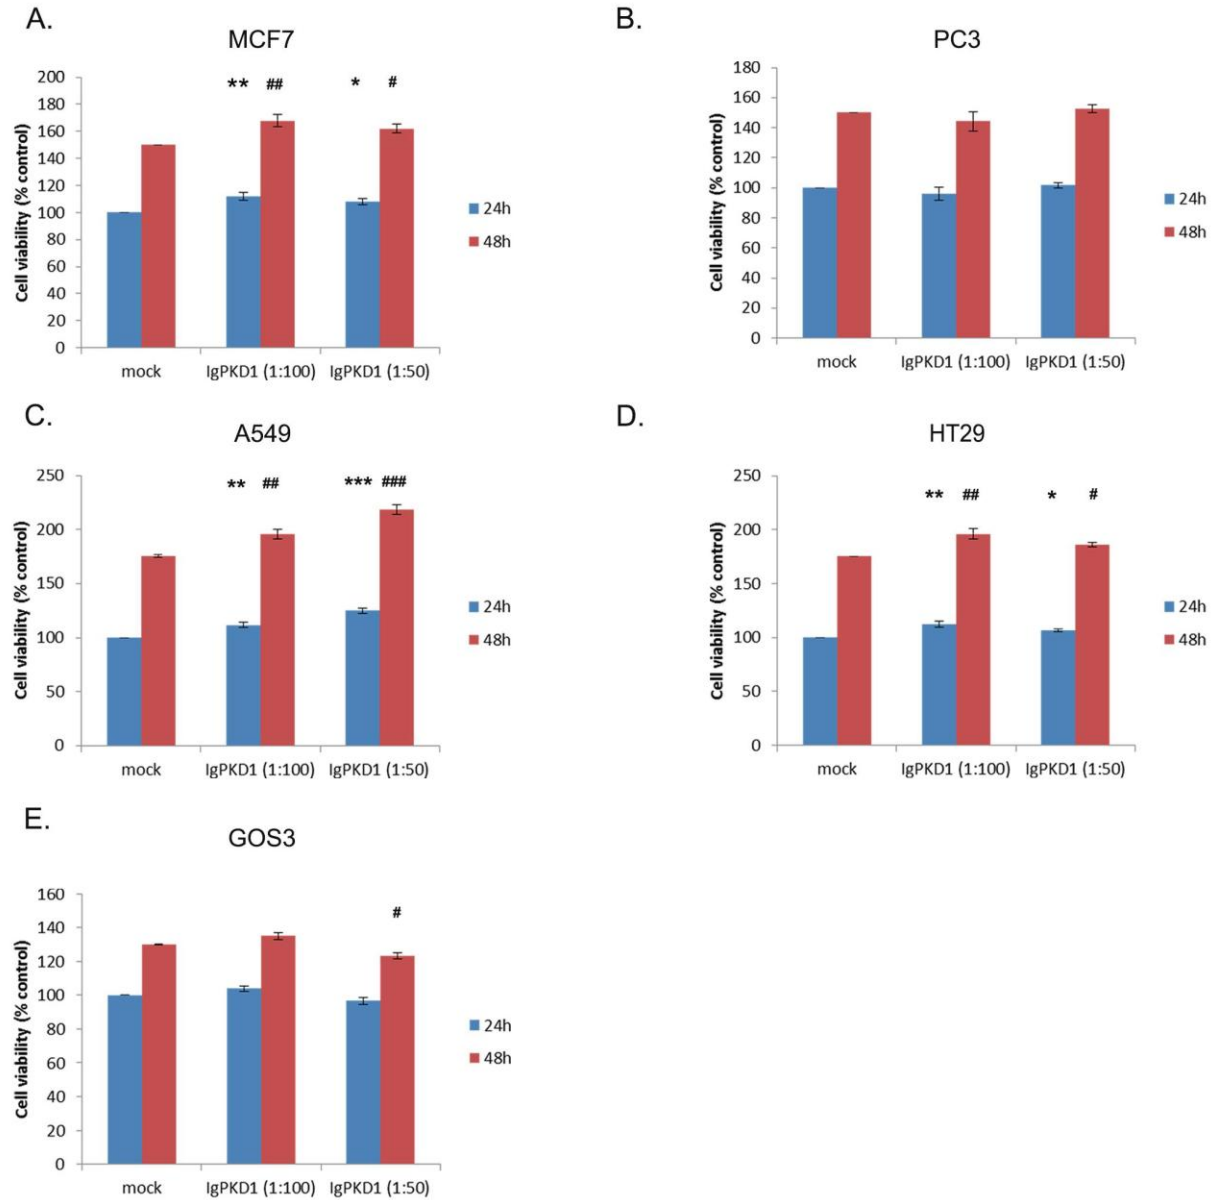 A.
MCF7
Cell viability (% control)
200
180
160
140
120
100
80
60
40
20
0
** ## * #
mock IgPKD1 (1:100) IgPKD1 (1:50)
24h
48h
B.
PC3
Cell viability (% control)
180
160
140
120
100
80
60
40
20
0
mock IgPKD1 (1:100) IgPKD1 (1:50)
24h
48h
C.
A549
Cell viability (% control)
250
200
150
100
50
0
** ## *** ###
mock IgPKD1 (1:100) IgPKD1 (1:50)
24h
48h
D.
HT29
Cell viability (% control)
250
200
150
100
50
0
** ## * #
mock IgPKD1 (1:100) IgPKD1 (1:50)
24h
48h
E.
GOS3
Cell viability (% control)
160
140
120
100
80
60
40
20
0
#
mock IgPKD1 (1:100) IgPKD1 (1:50)
24h
48h